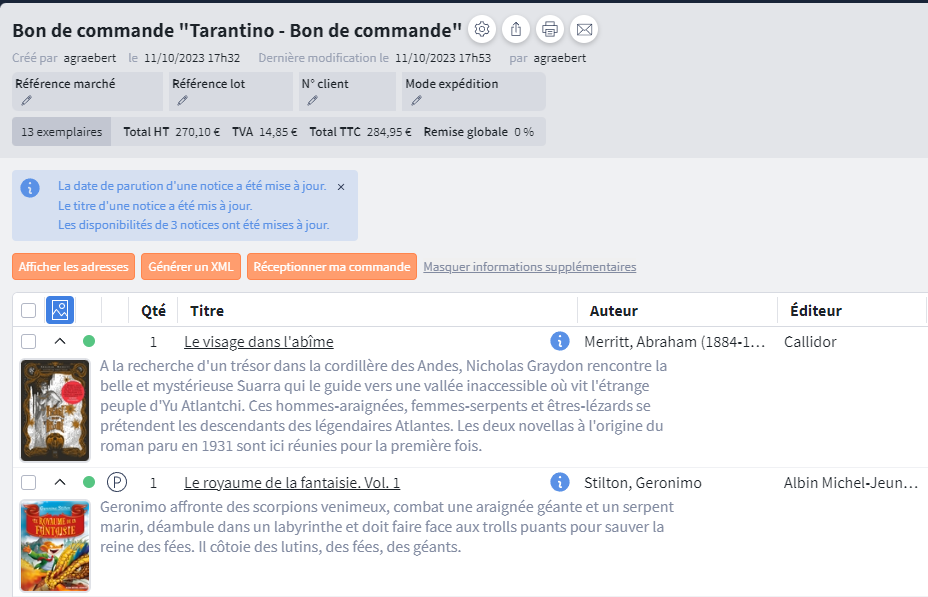 Bon de commande "Tarantino - Bon de commande"
Créé par agraebert le 11/10/2023 17h32 Dernière modification le 11/10/2023 17h53 par agraebert
Référence marché Référence lot N° client Mode expédition
13 exemplaires Total HT 270,10 € TVA 14,85 € Total TTC 284,95 € Remise globale 0 %
La date de parution d'une notice a été mise à jour. ×
Le titre d'une notice a été mis à jour.
Les disponibilités de 3 notices ont été mises à jour.
Afficher les adresses Générer un XML Réceptionner ma commande Masquer informations supplémentaires
Qté Titre Auteur Éditeur
1 Le visage dans l'abîme i Merritt, Abraham (1884-1... Callidor
A la recherche d'un trésor dans la cordillère des Andes, Nicholas Graydon rencontre la
belle et mystérieuse Suarra qui le guide vers une vallée inaccessible où vit l'étrange
peuple d'Yu Atlantchi. Ces hommes-araignées, femmes-serpents et êtres-lézards se
prétendent les descendants des légendaires Atlantes. Les deux novellas à l'origine du
roman paru en 1931 sont ici réunies pour la première fois.
P 1 Le royaume de la fantaisie. Vol. 1 i Stilton, Geronimo Albin Michel-Jeun...
Geronimo affronte des scorpions venimeux, combat une araignée géante et un serpent
marin, déambule dans un labyrinthe et doit faire face aux trolls puants pour sauver la
reine des fées. Il côtoie des lutins, des fées, des géants.
ROYAUME
FANTAISIE